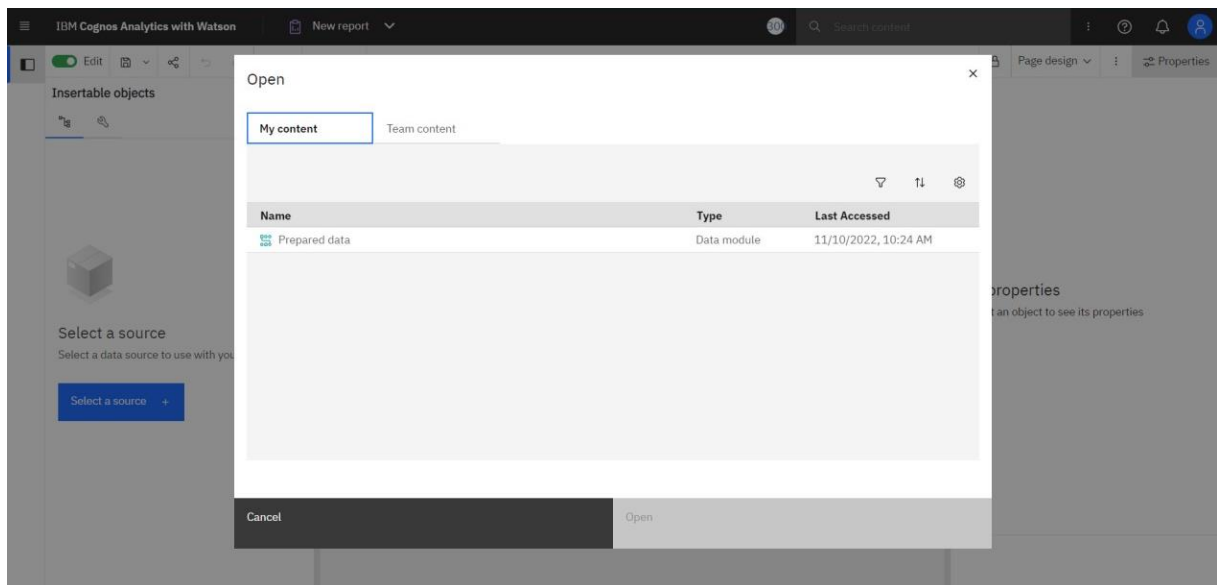 IBM Cognos Analytics with Watson
New report
Search content
Edit
Page design
Properties
Insertable objects
Open
My content
Team content
Name Type Last Accessed
Prepared data Data module 11/10/2022, 10:24 AM
Select a source
Select a data source to use with you
Select a source +
properties
t an object to see its properties
Cancel
Open